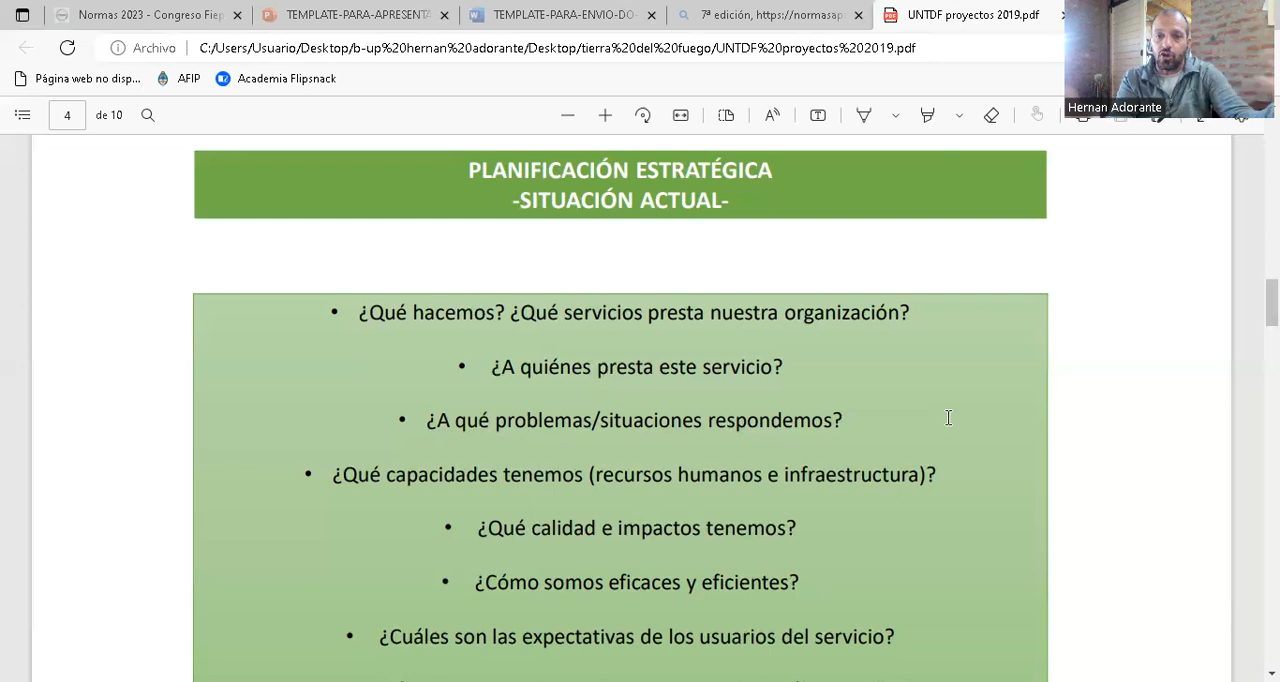 Normas 2023 - Congreso Fiep
TEMPLATE-PARA-APRESENTA
TEMPLATE-PARA-ENVIO-DO-
7ª edición, https://normasap
UNTDF proyectos 2019.pdf
Archivo
C:/Users/Usuario/Desktop/b-up%20hernan%20adorante/Desktop/tierra%20del%20fuego/UNTDF%20proyectos%202019.pdf
Página web no disp...
AFIP
Academia Flipsnack
Hernan Adorante
4
de 10
PLANIFICACIÓN ESTRATÉGICA
-SITUACIÓN ACTUAL-
• ¿Qué hacemos? ¿Qué servicios presta nuestra organización?
• ¿A quiénes presta este servicio?
• ¿A qué problemas/situaciones respondemos?
• ¿Qué capacidades tenemos (recursos humanos e infraestructura)?
• ¿Qué calidad e impactos tenemos?
• ¿Cómo somos eficaces y eficientes?
• ¿Cuáles son las expectativas de los usuarios del servicio?